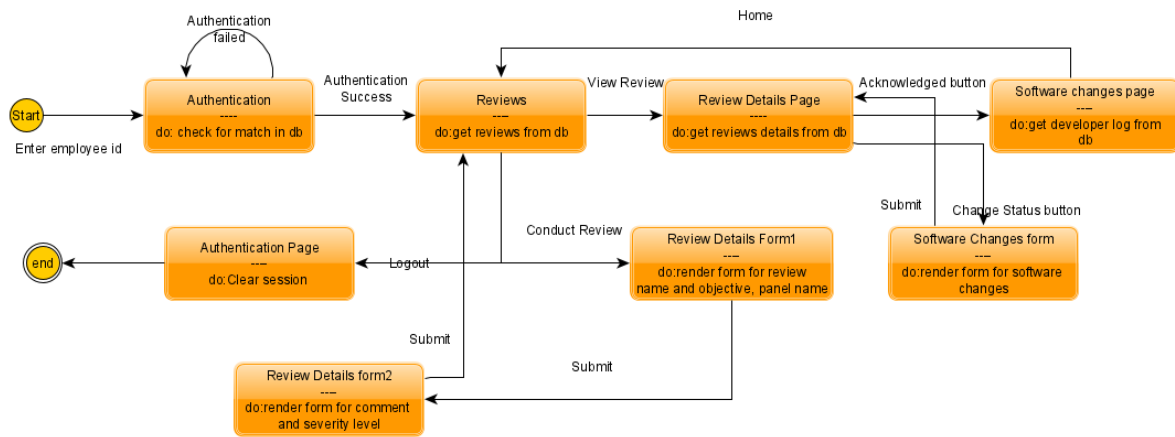 Home
Authentication
failed
Authentication
Success
View Review
Acknowledged button
Start
Enter employee id
Authentication
----
do: check for match in db
Reviews
----
do:get reviews from db
Review Details Page
----
do:get reviews details from db
Software changes page
----
do:get developer log from
db
Submit
Change Status button
end
Authentication Page
----
do:Clear session
Logout
Conduct Review
Review Details Form1
----
do:render form for review
name and objective, panel name
Software Changes form
----
do:render form for software
changes
Submit
Submit
Review Details form2
----
do:render form for comment
and severity level